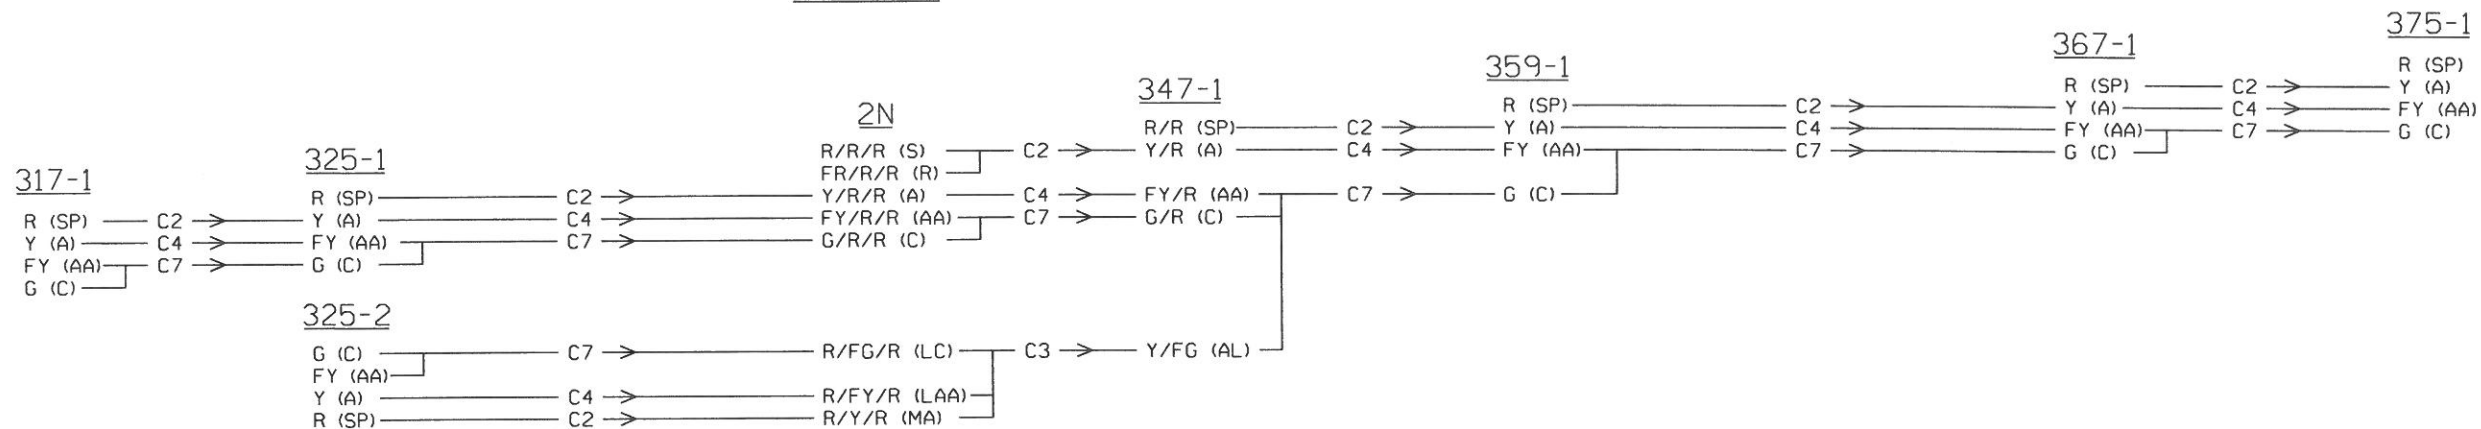 375-1
R (SP)
Y (A)
FY (AA)
G (C)
367-1
R (SP) C2
Y (A) C4
FY (AA) C7
G (C)
359-1
R (SP) C2
Y (A) C4
FY (AA) C7
G (C)
347-1
R/R (SP) C2
Y/R (A) C4
FY/R (AA) C7
G/R (C)
Y/FG (AL)
2N
R/R/R (S) C2
FR/R/R (R)
Y/R/R (A) C4
FY/R/R (AA) C7
G/R/R (C)
R/FG/R (LC) C3
R/FY/R (LAA)
R/Y/R (MA)
325-1
R (SP) C2
Y (A) C4
FY (AA) C7
G (C)
317-1
R (SP) C2
Y (A) C4
FY (AA) C7
G (C)
325-2
G (C) C7
FY (AA)
Y (A) C4
R (SP) C2